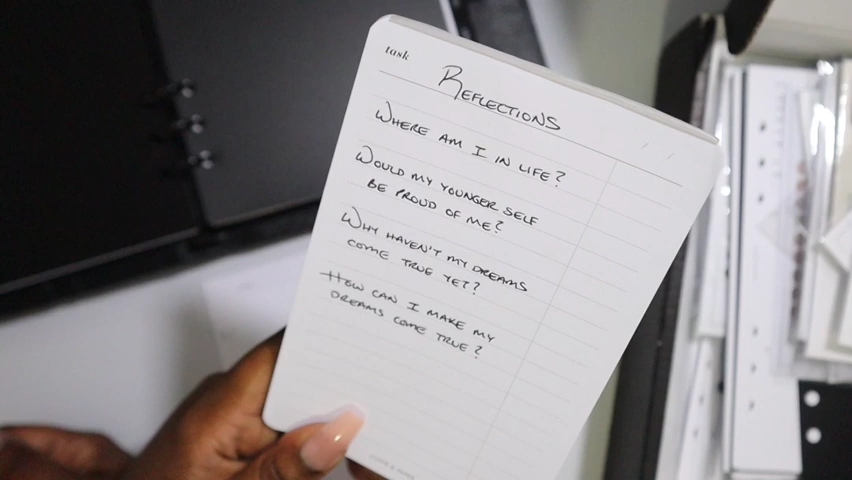 task
REFLECTIONS
WHERE AM I IN LIFE?
WOULD MY YOUNGER SELF
BE PROUD OF ME?
WHY HAVEN'T MY DREAMS
COME TRUE YET?
HOW CAN I MAKE MY
DREAMS COME TRUE?